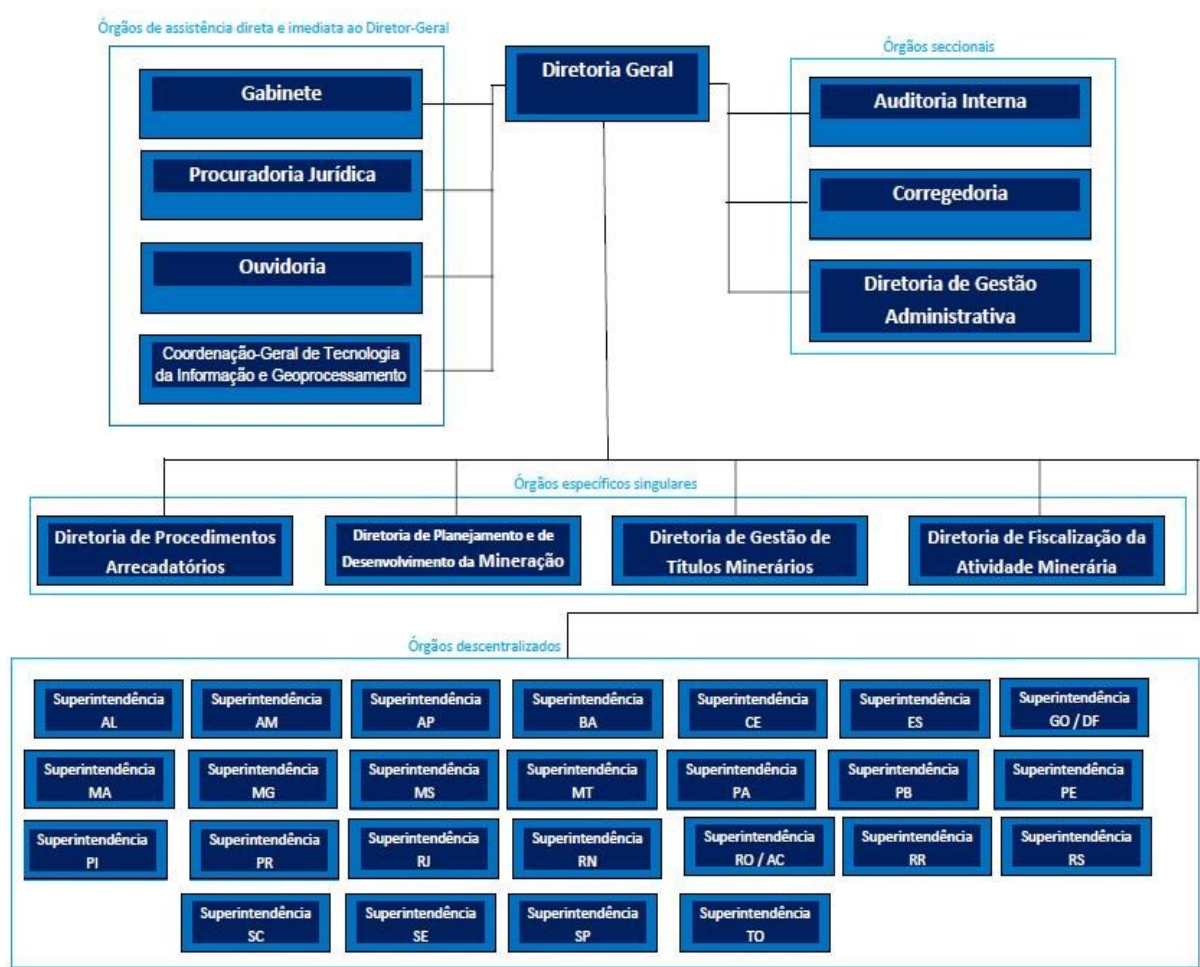 Órgãos de assistência direta e imediata ao Diretor-Geral
Gabinete
Procuradoria Jurídica
Ouvidoria
Coordenação-Geral de Tecnologia
da Informação e Geoprocessamento
Diretoria Geral
Órgãos seccionais
Auditoria Interna
Corregedoria
Diretoria de Gestão
Administrativa
Órgãos específicos singulares
Diretoria de Procedimentos
Arrecadatórios
Diretoria de Planejamento e de
Desenvolvimento da Mineração
Diretoria de Gestão de
Títulos Minerários
Diretoria de Fiscalização da
Atividade Minerária
Órgãos descentralizados
Superintendência
AL
Superintendência
AM
Superintendência
AP
Superintendência
BA
Superintendência
CE
Superintendência
ES
Superintendência
GO / DF
Superintendência
MA
Superintendência
MG
Superintendência
MS
Superintendência
MT
Superintendência
PA
Superintendência
PB
Superintendência
PE
Superintendência
PI
Superintendência
PR
Superintendência
RJ
Superintendência
RN
Superintendência
RO / AC
Superintendência
RR
Superintendência
RS
Superintendência
SC
Superintendência
SE
Superintendência
SP
Superintendência
TO